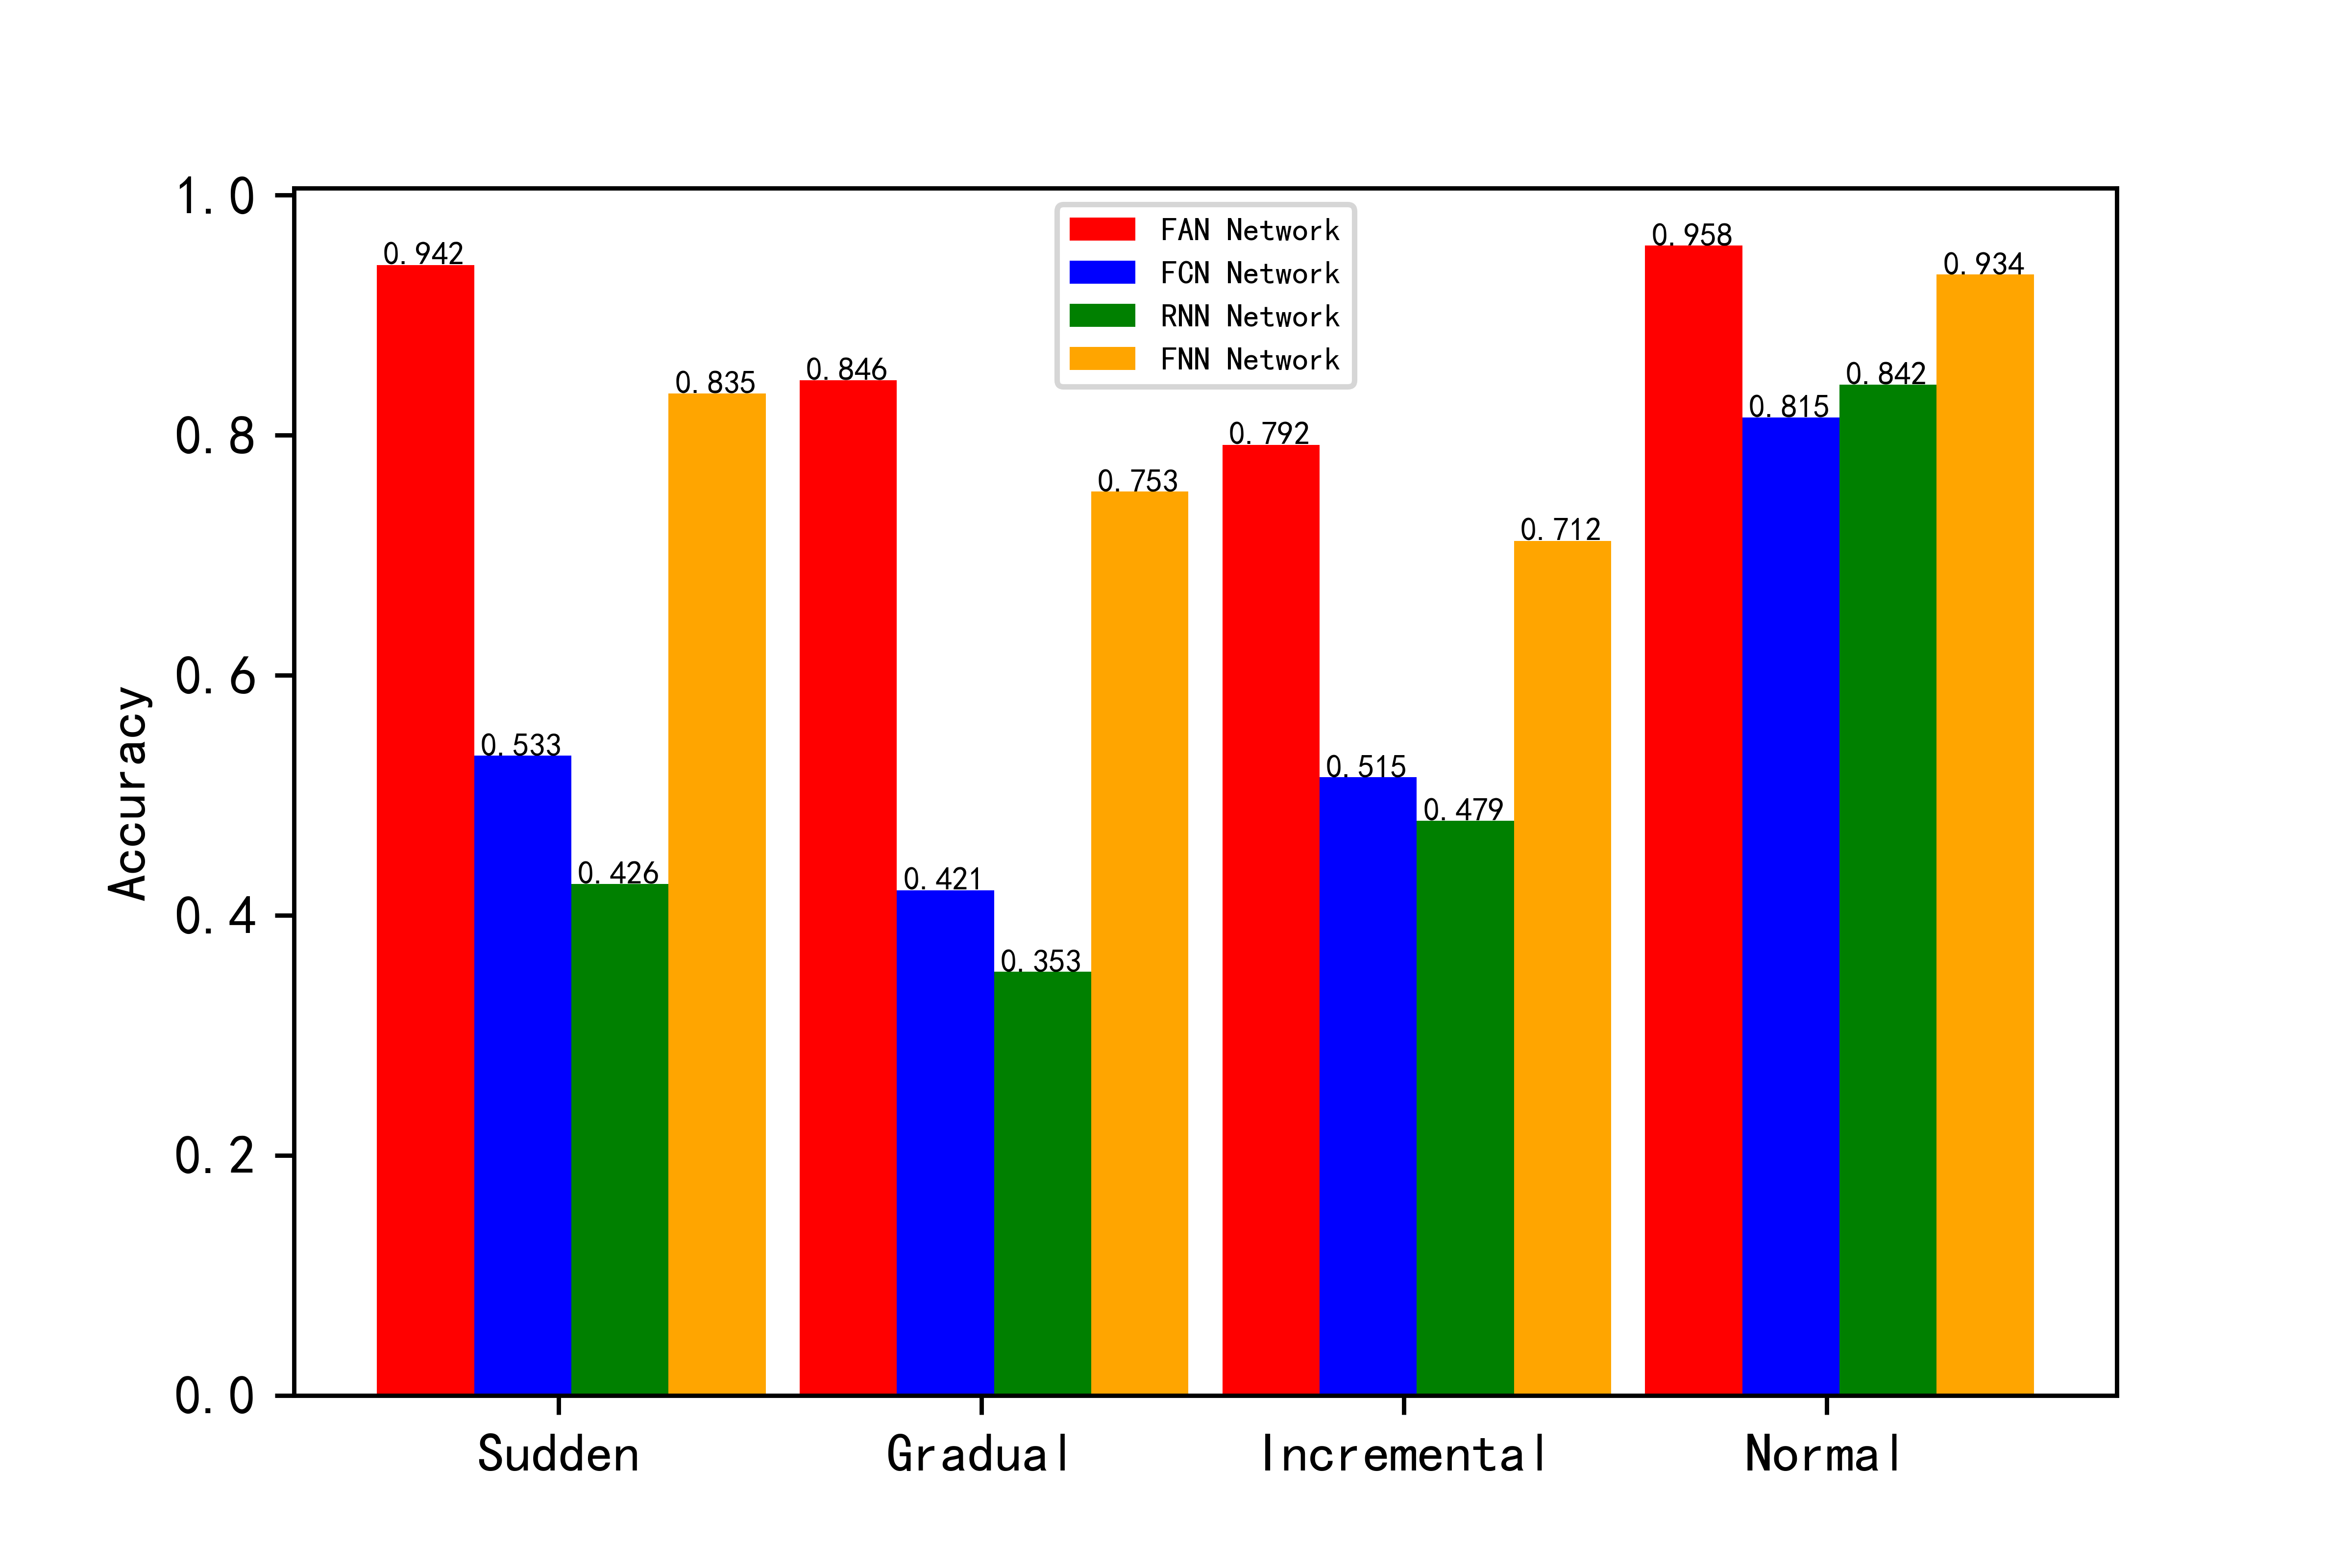 1.0
0.8
0.6
0.4
0.2
0.0
Accuracy
FAN Network
FCN Network
RNN Network
FNN Network
0.942
0.533
0.426
0.835
0.846
0.421
0.353
0.753
0.792
0.515
0.479
0.712
0.958
0.815
0.842
0.934
Sudden
Gradual
Incremental
Normal